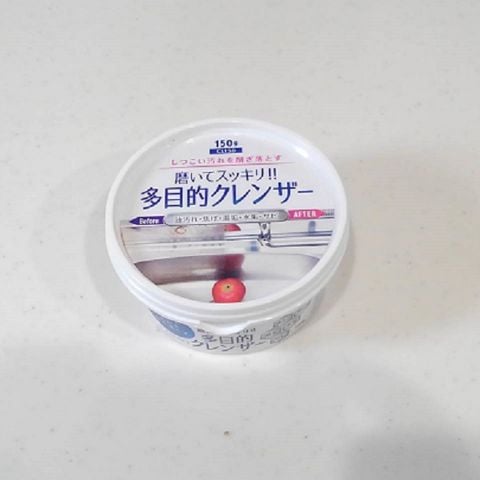 150g
しつこい汚れを削ぎ落とす
磨いてスッキリ!!
多目的クレンザー
Before
油汚れ・焦げ・湯垢・水垢・サビ
AFTER
多目的
クレンザー